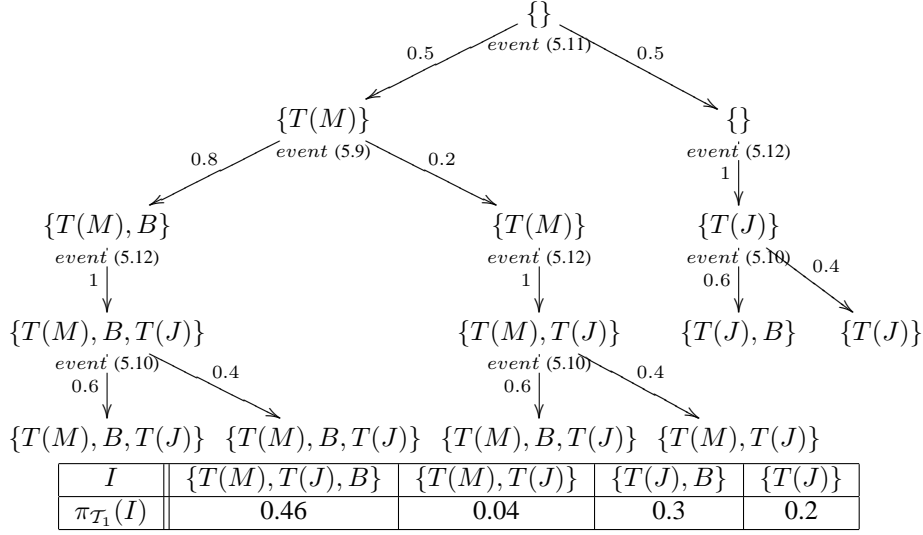 {}
event (5.11)
0.5 0.5
{T(M)} {}
event (5.9) event (5.12)
0.8 0.2 1
{T(M), B} {T(M)} {T(J)}
event (5.12) event (5.12) event (5.10)
1 1 0.6 0.4
{T(M), B, T(J)} {T(M), T(J)} {T(J), B} {T(J)}
event (5.10) event (5.10)
0.6 0.4 0.6 0.4
{T(M), B, T(J)} {T(M), B, T(J)} {T(M), B, T(J)} {T(M), T(J)}
I {T(M), T(J), B} {T(M), T(J)} {T(J), B} {T(J)}
π𝒯₁(I) 0.46 0.04 0.3 0.2